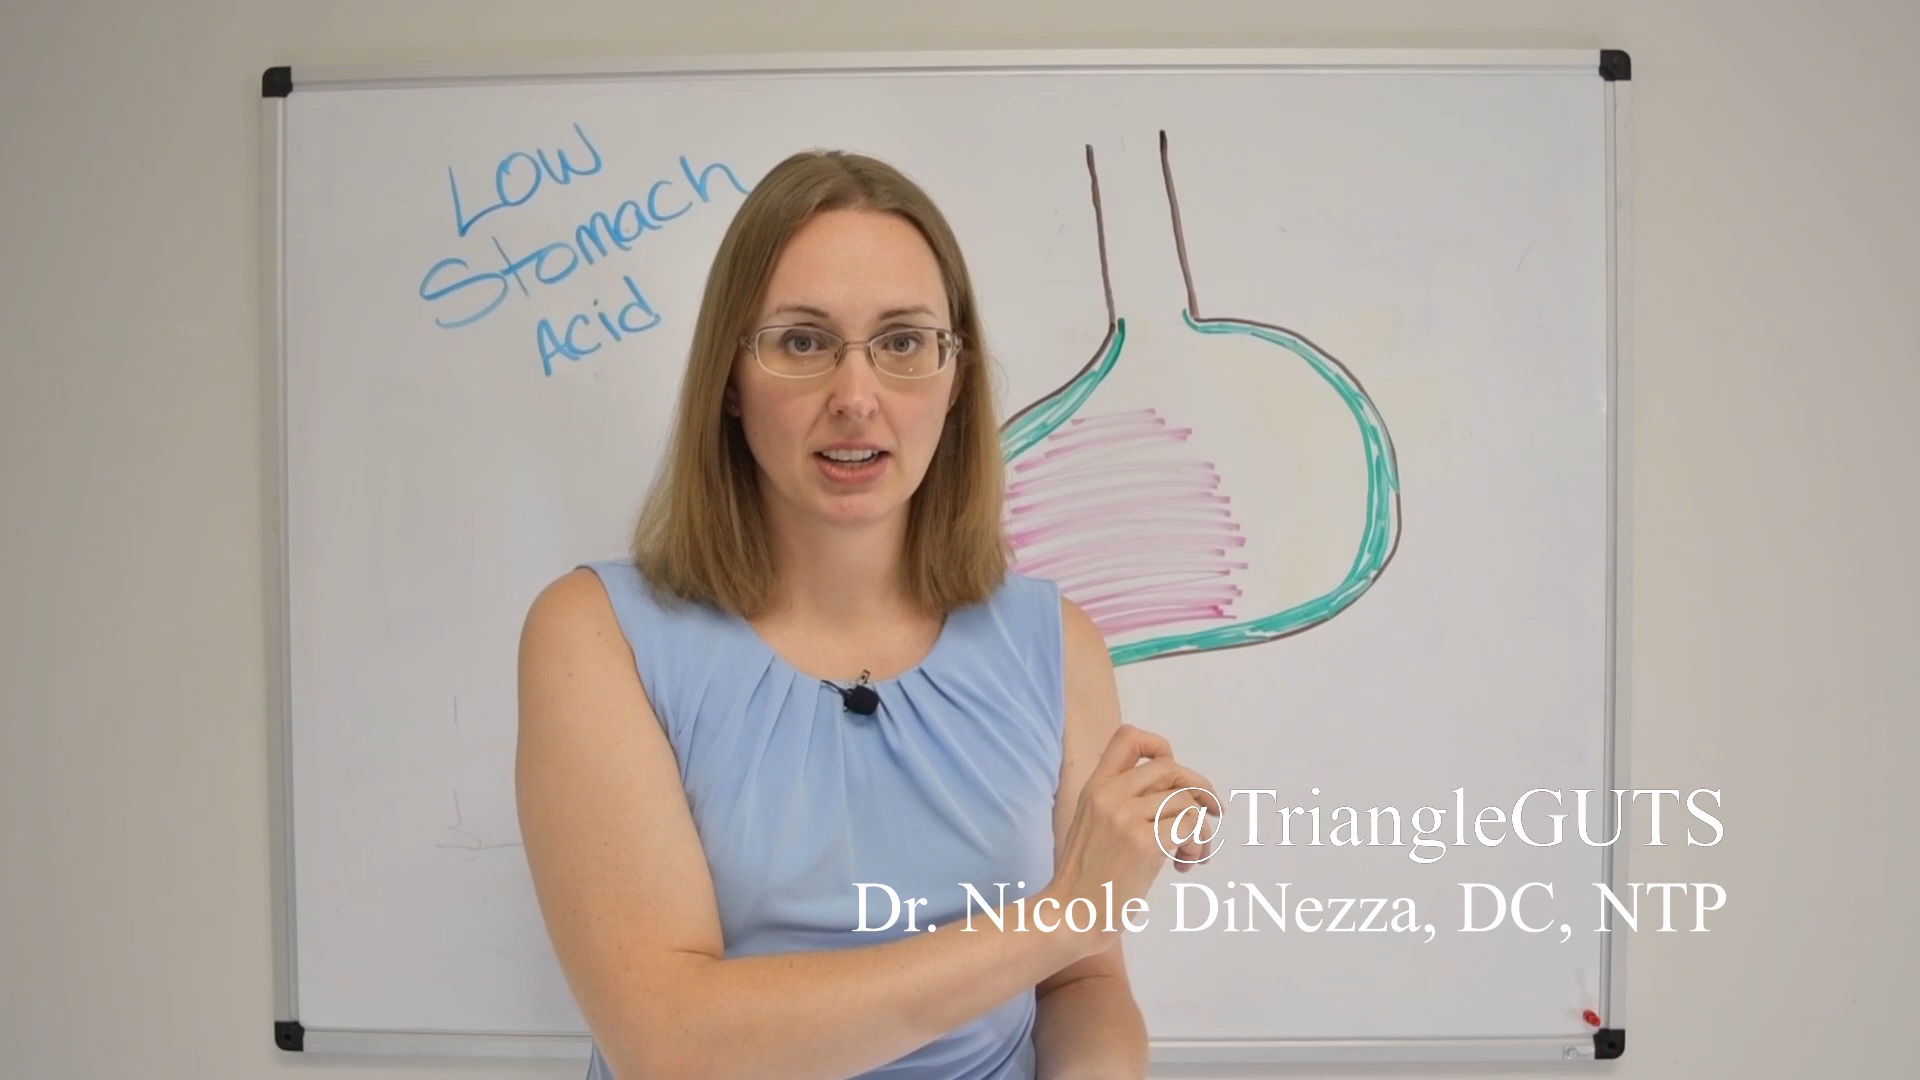 Low
Stomach
Acid
@TriangleGUTS
Dr. Nicole DiNezza, DC, NTP